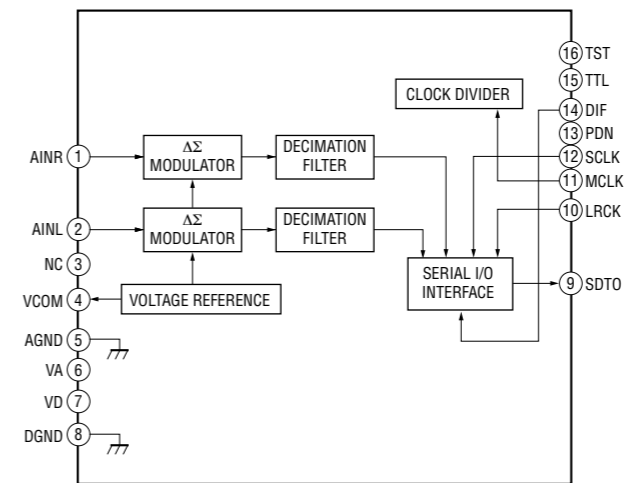 AINR 1
AINL 2
NC 3
VCOM 4
AGND 5
VA 6
VD 7
DGND 8
ΔΣ
MODULATOR
DECIMATION
FILTER
ΔΣ
MODULATOR
DECIMATION
FILTER
VOLTAGE REFERENCE
CLOCK DIVIDER
SERIAL I/O
INTERFACE
16 TST
15 TTL
14 DIF
13 PDN
12 SCLK
11 MCLK
10 LRCK
9 SDTO